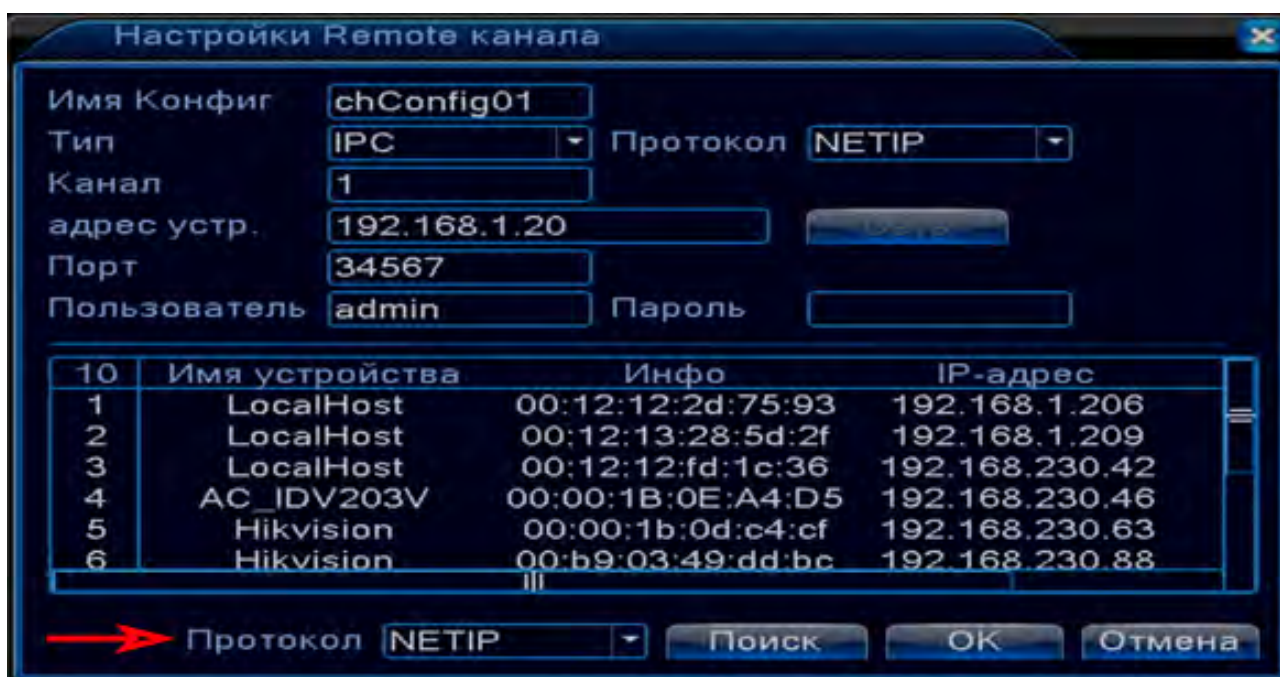 Настройки Remote канала
Имя Конфиг chConfig01
Тип IPC Протокол NETIP
Канал 1
адрес устр. 192.168.1.20
Порт 34567
Пользователь admin Пароль
10 Имя устройства Инфо IP-адрес
1 LocalHost 00:12:12:2d:75:93 192.168.1.206
2 LocalHost 00:12:13:28:5d:2f 192.168.1.209
3 LocalHost 00:12:12:fd:1c:36 192.168.230.42
4 AC_IDV203V 00:00:1B:0E:A4:D5 192.168.230.46
5 Hikvision 00:00:1b:0d:c4:cf 192.168.230.63
6 Hikvision 00:b9:03:49:dd:bc 192.168.230.88
Протокол NETIP Поиск OK Отмена